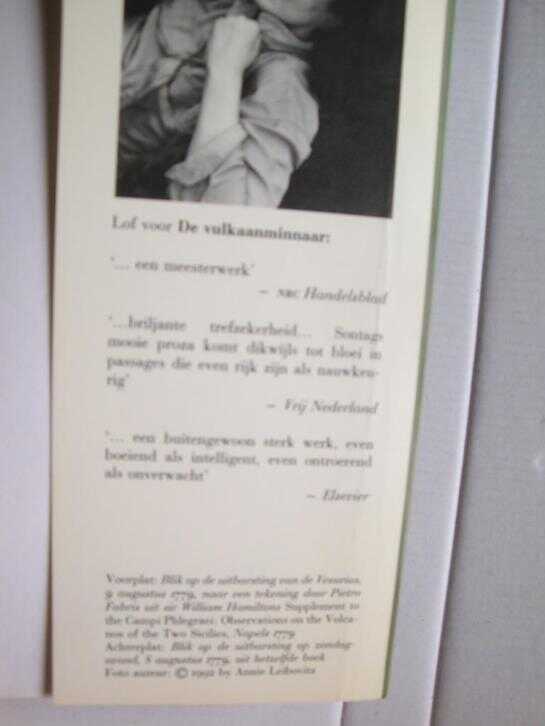 Lof voor De vulkaanminnaar:
'... een meesterwerk'
– NRC Handelsblad
'...briljante trefzekerheid... Sontags
mooie proza komt dikwijls tot bloei in
passages die even rijk zijn als nauwkeu-
rig'
– Vrij Nederland
'... een buitengewoon sterk werk, even
boeiend als intelligent, even ontroerend
als onverwacht'
– Elsevier
Voorplat: Blik op de uitbarsting van de Vesuvius,
9 augustus 1779, naar een tekening door Pietro
Fabris uit sir William Hamiltons Supplement to
the Campi Phlegraei: Observations on the Volca-
nos of the Two Sicilies, Napels 1779
Achterplat: Blik op de uitbarsting op zondag-
avond, 8 augustus 1779, uit hetzelfde boek
Foto auteur: © 1992 by Annie Leibovitz